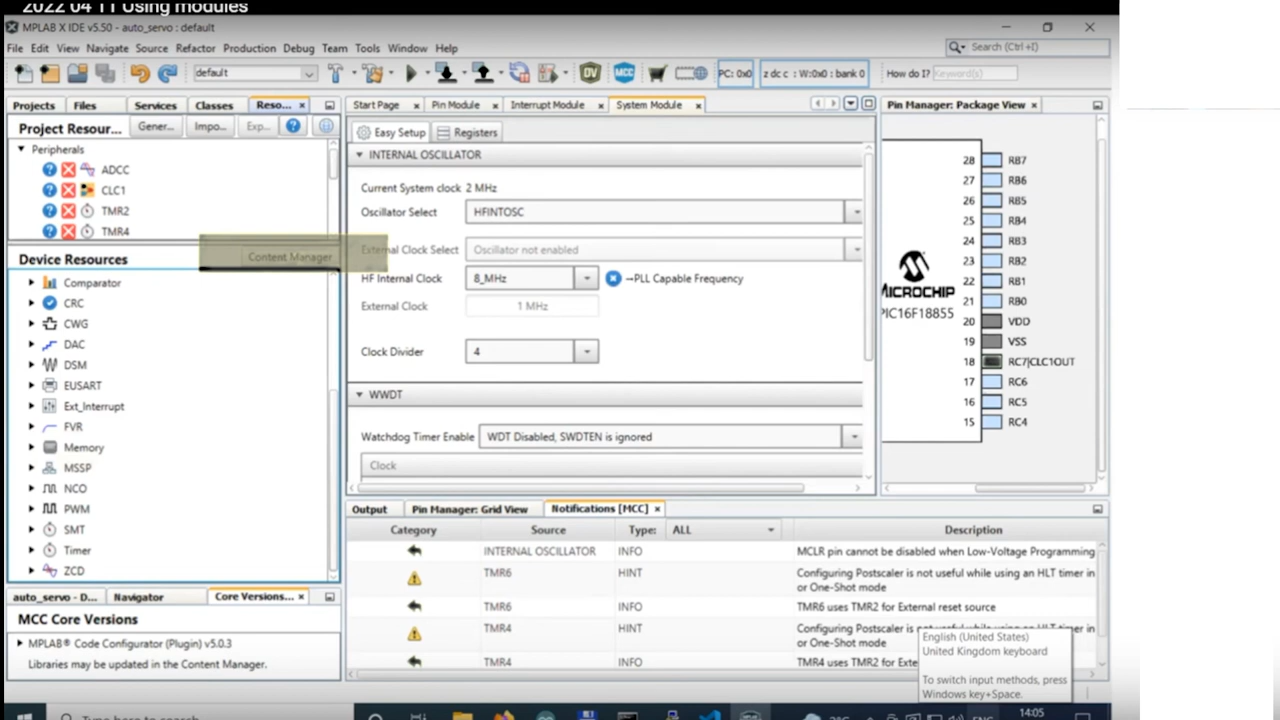 2022 04 11 Using modules
MPLAB X IDE v5.50 - auto_servo : default
File Edit View Navigate Source Refactor Production Debug Team Tools Window Help
Search (Ctrl+I)
default
PC: 0x0
z dc c : W:0x0 : bank 0
How do I? Keyword(s)
Projects Files Services Classes Reso... ×
Start Page × Pin Module × Interrupt Module × System Module ×
Pin Manager: Package View ×
Project Resour... Gener... Impo... Exp...
Peripherals
ADCC
CLC1
TMR2
TMR4
Content Manager
Device Resources
Comparator
CRC
CWG
DAC
DSM
EUSART
Ext_Interrupt
FVR
Memory
MSSP
NCO
PWM
SMT
Timer
ZCD
Easy Setup Registers
INTERNAL OSCILLATOR
Current System clock 2 MHz
Oscillator Select HFINTOSC
External Clock Select Oscillator not enabled
HF Internal Clock 8_MHz PLL Capable Frequency
External Clock 1 MHz
Clock Divider 4
WWDT
Watchdog Timer Enable WDT Disabled, SWDTEN is ignored
Clock
28 RB7
27 RB6
26 RB5
25 RB4
24 RB3
23 RB2
22 RB1
21 RB0
20 VDD
19 VSS
18 RC7|CLC1OUT
17 RC6
16 RC5
15 RC4
MICROCHIP
PIC16F18855
auto_servo - D... Navigator Core Versions... ×
MCC Core Versions
MPLAB® Code Configurator (Plugin) v5.0.3
Libraries may be updated in the Content Manager.
Output Pin Manager: Grid View Notifications [MCC] ×
Category Source Type: ALL Description
INTERNAL OSCILLATOR INFO MCLR pin cannot be disabled when Low-Voltage Programming
TMR6 HINT Configuring Postscaler is not useful while using an HLT timer in
or One-Shot mode
TMR6 INFO TMR6 uses TMR2 for External reset source
TMR4 HINT Configuring Postscaler is not useful while using an HLT timer in
or One-Shot mode
TMR4 INFO TMR4 uses TMR2 for Exte
English (United States)
United Kingdom keyboard
To switch input methods, press
Windows key+Space.
14:05